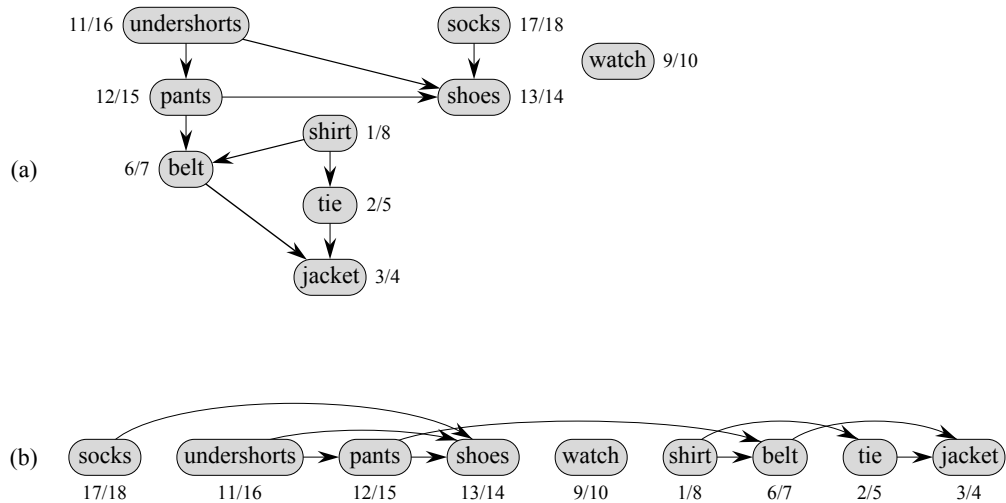 11/16 undershorts socks 17/18
watch 9/10
12/15 pants shoes 13/14
shirt 1/8
(a) 6/7 belt
tie 2/5
jacket 3/4
(b) socks undershorts pants shoes watch shirt belt tie jacket
17/18 11/16 12/15 13/14 9/10 1/8 6/7 2/5 3/4